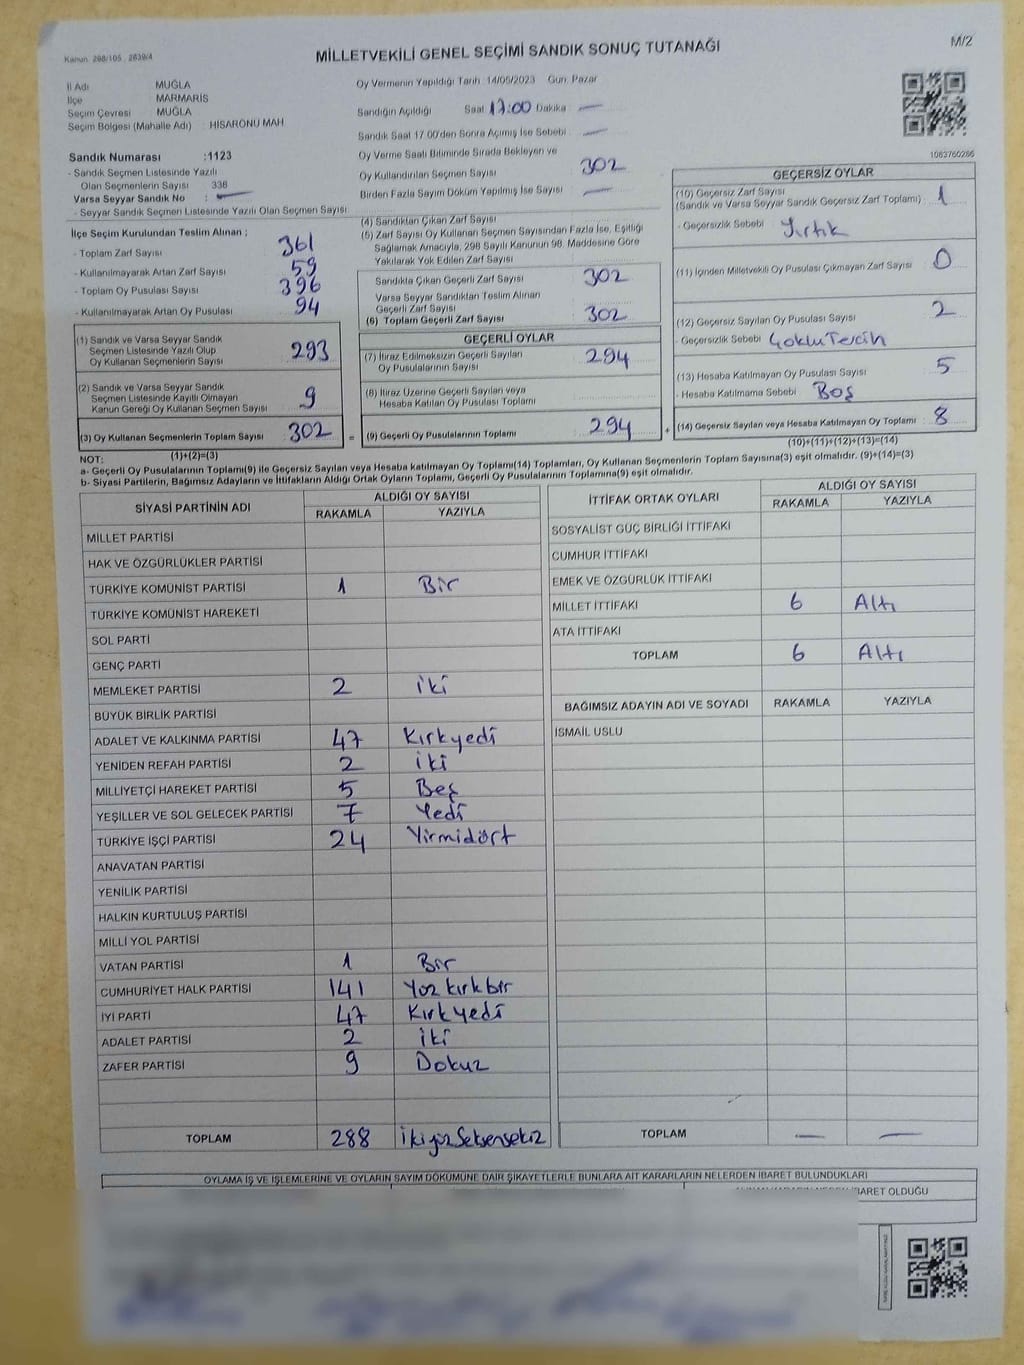 Kanun: 298/105, 2839/4
MİLLETVEKİLİ GENEL SEÇİMİ SANDIK SONUÇ TUTANAĞI
M/2
İl Adı MUĞLA
İlçe MARMARİS
Seçim Çevresi MUĞLA
Seçim Bölgesi (Mahalle Adı) : HİSARÖNÜ MAH.
Sandık Numarası :1123
- Sandık Seçmen Listesinde Yazılı
Olan Seçmenlerin Sayısı 338
Varsa Seyyar Sandık No : —
- Seyyar Sandık Seçmen Listesinde Yazılı Olan Seçmen Sayısı:
İlçe Seçim Kurulundan Teslim Alınan ;
- Toplam Zarf Sayısı 361
- Kullanılmayarak Artan Zarf Sayısı 59
- Toplam Oy Pusulası Sayısı 396
- Kullanılmayarak Artan Oy Pusulası 94
Oy Vermenin Yapıldığı Tarih : 14/05/2023 Gün: Pazar
Sandığın Açıldığı Saat 17:00 Dakika : —
Sandık Saat 17:00'den Sonra Açımış İse Sebebi : —
Oy Verme Saati Bitiminde Sırada Bekleyen ve
Oy Kullandırılan Seçmen Sayısı 302
Birden Fazla Sayım Döküm Yapılmış İse Sayısı —
(4) Sandıktan Çıkan Zarf Sayısı
(5) Zarf Sayısı Oy Kullanan Seçmen Sayısından Fazla İse, Eşitliği
Sağlamak Amacıyla, 298 Sayılı Kanunun 98. Maddesine Göre
Yakılarak Yok Edilen Zarf Sayısı
Sandıkta Çıkan Geçerli Zarf Sayısı 302
Varsa Seyyar Sandıktan Teslim Alınan
Geçerli Zarf Sayısı
(6) Toplam Geçerli Zarf Sayısı 302
1063760286
GEÇERSİZ OYLAR
(10) Geçersiz Zarf Sayısı
(Sandık ve Varsa Seyyar Sandık Geçersiz Zarf Toplamı) : 1
- Geçersizlik Sebebi Yırtık
(11) İçinden Milletvekili Oy Pusulası Çıkmayan Zarf Sayısı 0
(12) Geçersiz Sayılan Oy Pusulası Sayısı 2
- Geçersizlik Sebebi Çoklu Tercih
(13) Hesaba Katılmayan Oy Pusulası Sayısı 5
- Hesaba Katılmama Sebebi Boş
(14) Geçersiz Sayılan veya Hesaba Katılmayan Oy Toplamı : 8
(10)+(11)+(12)+(13)=(14)
(1) Sandık ve Varsa Seyyar Sandık
Seçmen Listesinde Yazılı Olup
Oy Kullanan Seçmenlerin Sayısı 293
(2) Sandık ve Varsa Seyyar Sandık
Seçmen Listesinde Kayıtlı Olmayan
Kanun Gereği Oy Kullanan Seçmen Sayısı 9
(3) Oy Kullanan Seçmenlerin Toplam Sayısı 302
GEÇERLİ OYLAR
(7) İtiraz Edilmeksizin Geçerli Sayılan
Oy Pusulalarının Sayısı 294
(8) İtiraz Üzerine Geçerli Sayılan veya
Hesaba Katılan Oy Pusulası Toplamı
= (9) Geçerli Oy Pusulalarının Toplamı 294 +
NOT: (1)+(2)=(3)
a- Geçerli Oy Pusulalarının Toplamı(9) ile Geçersiz Sayılan veya Hesaba katılmayan Oy Toplamı(14) Toplamları, Oy Kullanan Seçmenlerin Toplam Sayısına(3) eşit olmalıdır. (9)+(14)=(3)
b- Siyasi Partilerin, Bağımsız Adayların ve İttifakların Aldığı Ortak Oyların Toplamı, Geçerli Oy Pusulalarının Toplamına(9) eşit olmalıdır.
SİYASİ PARTİNİN ADI ALDIĞI OY SAYISI
RAKAMLA YAZIYLA
MİLLET PARTİSİ
HAK VE ÖZGÜRLÜKLER PARTİSİ
TÜRKİYE KOMÜNİST PARTİSİ 1 Bir
TÜRKİYE KOMÜNİST HAREKETİ
SOL PARTİ
GENÇ PARTİ
MEMLEKET PARTİSİ 2 iki
BÜYÜK BİRLİK PARTİSİ
ADALET VE KALKINMA PARTİSİ 47 Kırkyedi
YENİDEN REFAH PARTİSİ 2 iki
MİLLİYETÇİ HAREKET PARTİSİ 5 Beş
YEŞİLLER VE SOL GELECEK PARTİSİ 7 Yedi
TÜRKİYE İŞÇİ PARTİSİ 24 Yirmidört
ANAVATAN PARTİSİ
YENİLİK PARTİSİ
HALKIN KURTULUŞ PARTİSİ
MİLLİ YOL PARTİSİ
VATAN PARTİSİ 1 Bir
CUMHURİYET HALK PARTİSİ 141 Yüz kırk bir
İYİ PARTİ 47 Kırkyedi
ADALET PARTİSİ 2 iki
ZAFER PARTİSİ 9 Dokuz
TOPLAM 288 ikiyüzSeksensekiz
İTTİFAK ORTAK OYLARI ALDIĞI OY SAYISI
RAKAMLA YAZIYLA
SOSYALİST GÜÇ BİRLİĞİ İTTİFAKI
CUMHUR İTTİFAKI
EMEK VE ÖZGÜRLÜK İTTİFAKI
MİLLET İTTİFAKI 6 Altı
ATA İTTİFAKI
TOPLAM 6 Altı
BAĞIMSIZ ADAYIN ADI VE SOYADI RAKAMLA YAZIYLA
İSMAİL USLU
TOPLAM — —
OYLAMA İŞ VE İŞLEMLERİNE VE OYLARIN SAYIM DÖKÜMÜNE DAİR ŞİKAYETLERLE BUNLARA AİT KARARLARIN NELERDEN İBARET BULUNDUKLARI
İBARET OLDUĞU